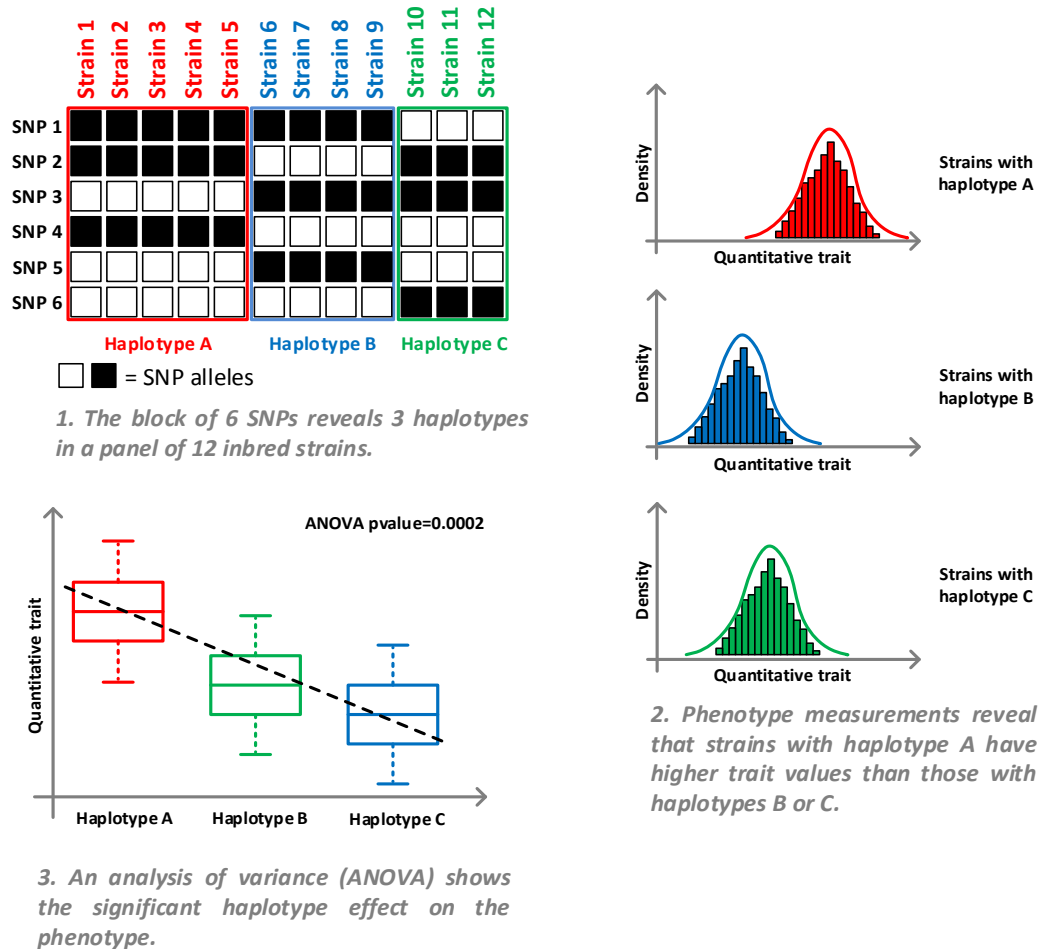 Strain 1
Strain 2
Strain 3
Strain 4
Strain 5
Strain 6
Strain 7
Strain 8
Strain 9
Strain 10
Strain 11
Strain 12
SNP 1
SNP 2
SNP 3
SNP 4
SNP 5
SNP 6
Haplotype A
Haplotype B
Haplotype C
= SNP alleles
1. The block of 6 SNPs reveals 3 haplotypes
in a panel of 12 inbred strains.
Density
Quantitative trait
Strains with
haplotype A
Density
Quantitative trait
Strains with
haplotype B
Density
Quantitative trait
Strains with
haplotype C
2. Phenotype measurements reveal
that strains with haplotype A have
higher trait values than those with
haplotypes B or C.
ANOVA pvalue=0.0002
Quantitative trait
Haplotype A
Haplotype B
Haplotype C
3. An analysis of variance (ANOVA) shows
the significant haplotype effect on the
phenotype.